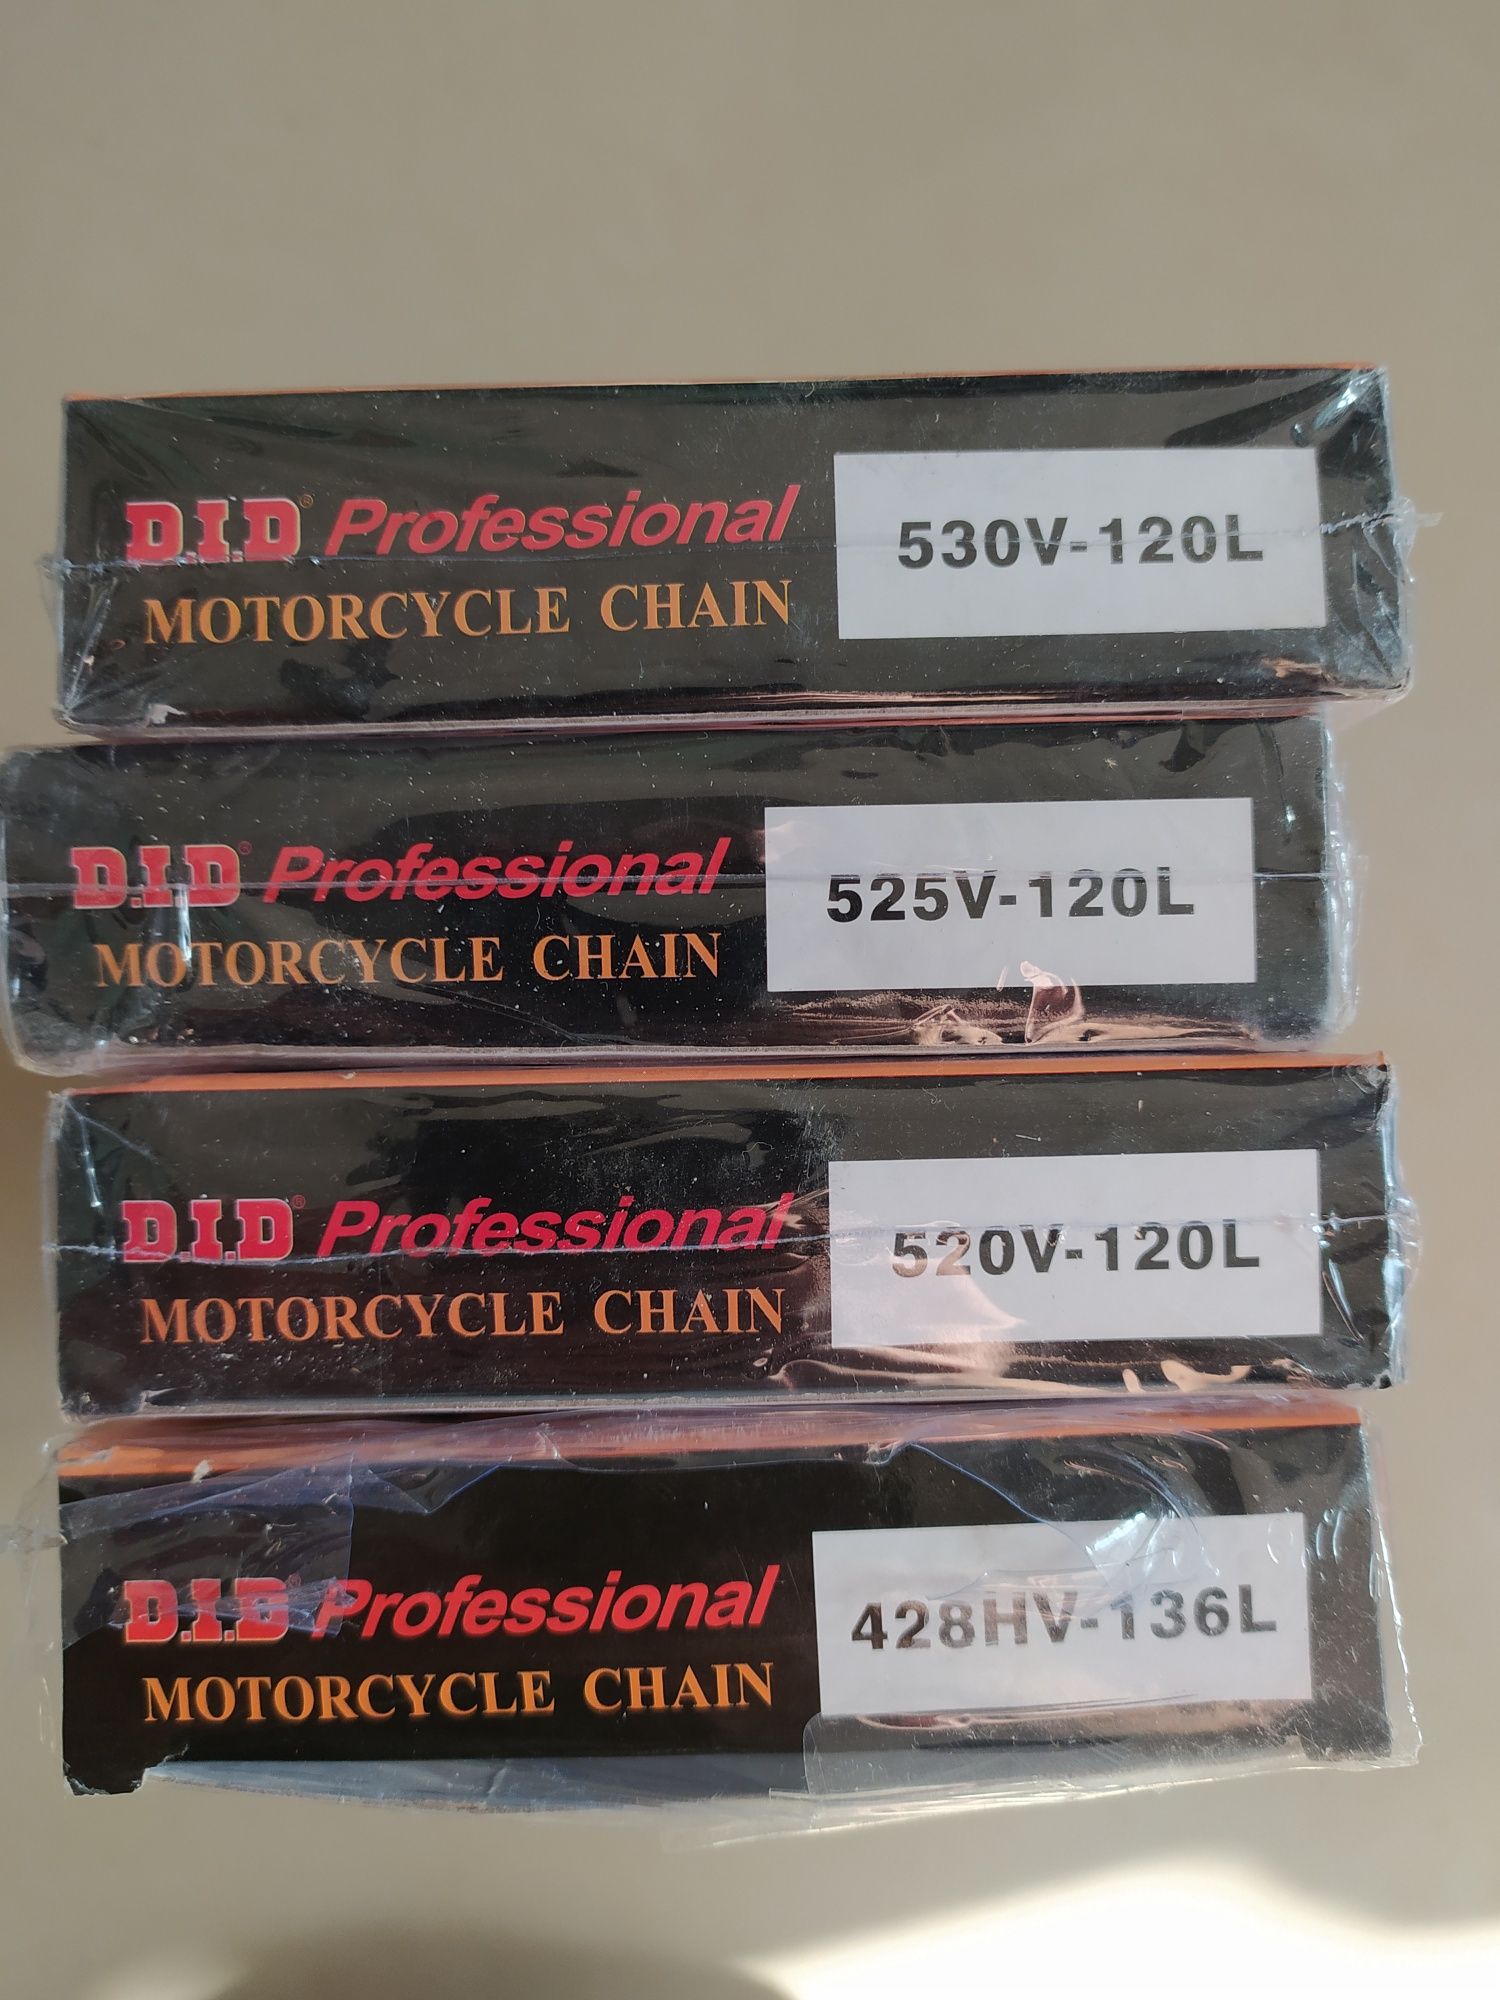 D.I.D® Professional
MOTORCYCLE CHAIN
530V-120L
D.I.D® Professional
MOTORCYCLE CHAIN
525V-120L
D.I.D® Professional
MOTORCYCLE CHAIN
520V-120L
D.I.D Professional
MOTORCYCLE CHAIN
428HV-136L